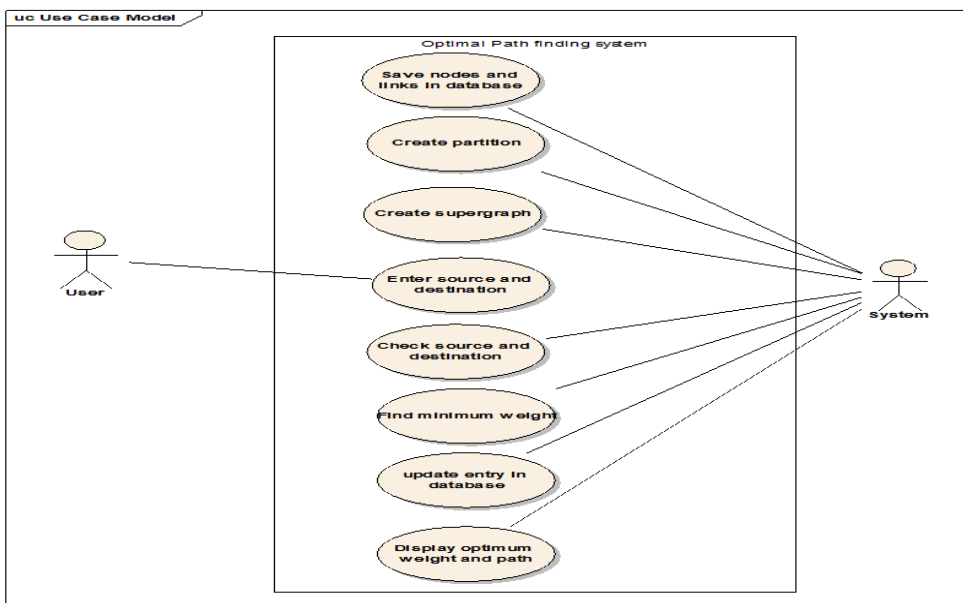 uc Use Case Model
Optimal Path finding system
Save nodes and
links in database
Create partition
Create supergraph
User
Enter source and
destination
System
Check source and
destination
Find minimum weight
update entry in
database
Display optimum
weight and path